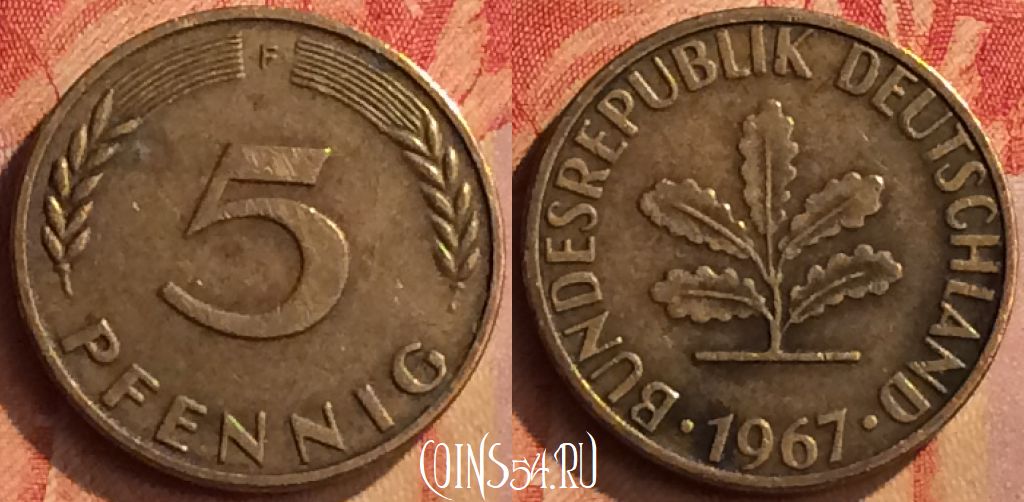 F
5
PFENNIG
BUNDESREPUBLIK DEUTSCHLAND
· 1967 ·
COINS54.RU